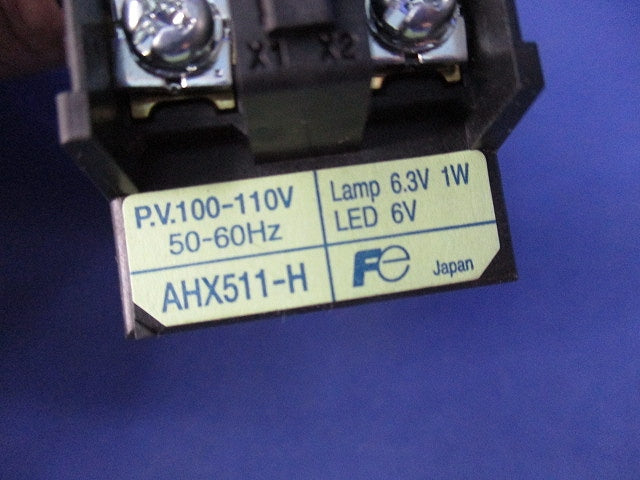 X1 X2
P.V.100-110V
50-60Hz
Lamp 6.3V 1W
LED 6V
AHX511-H
Fe Japan